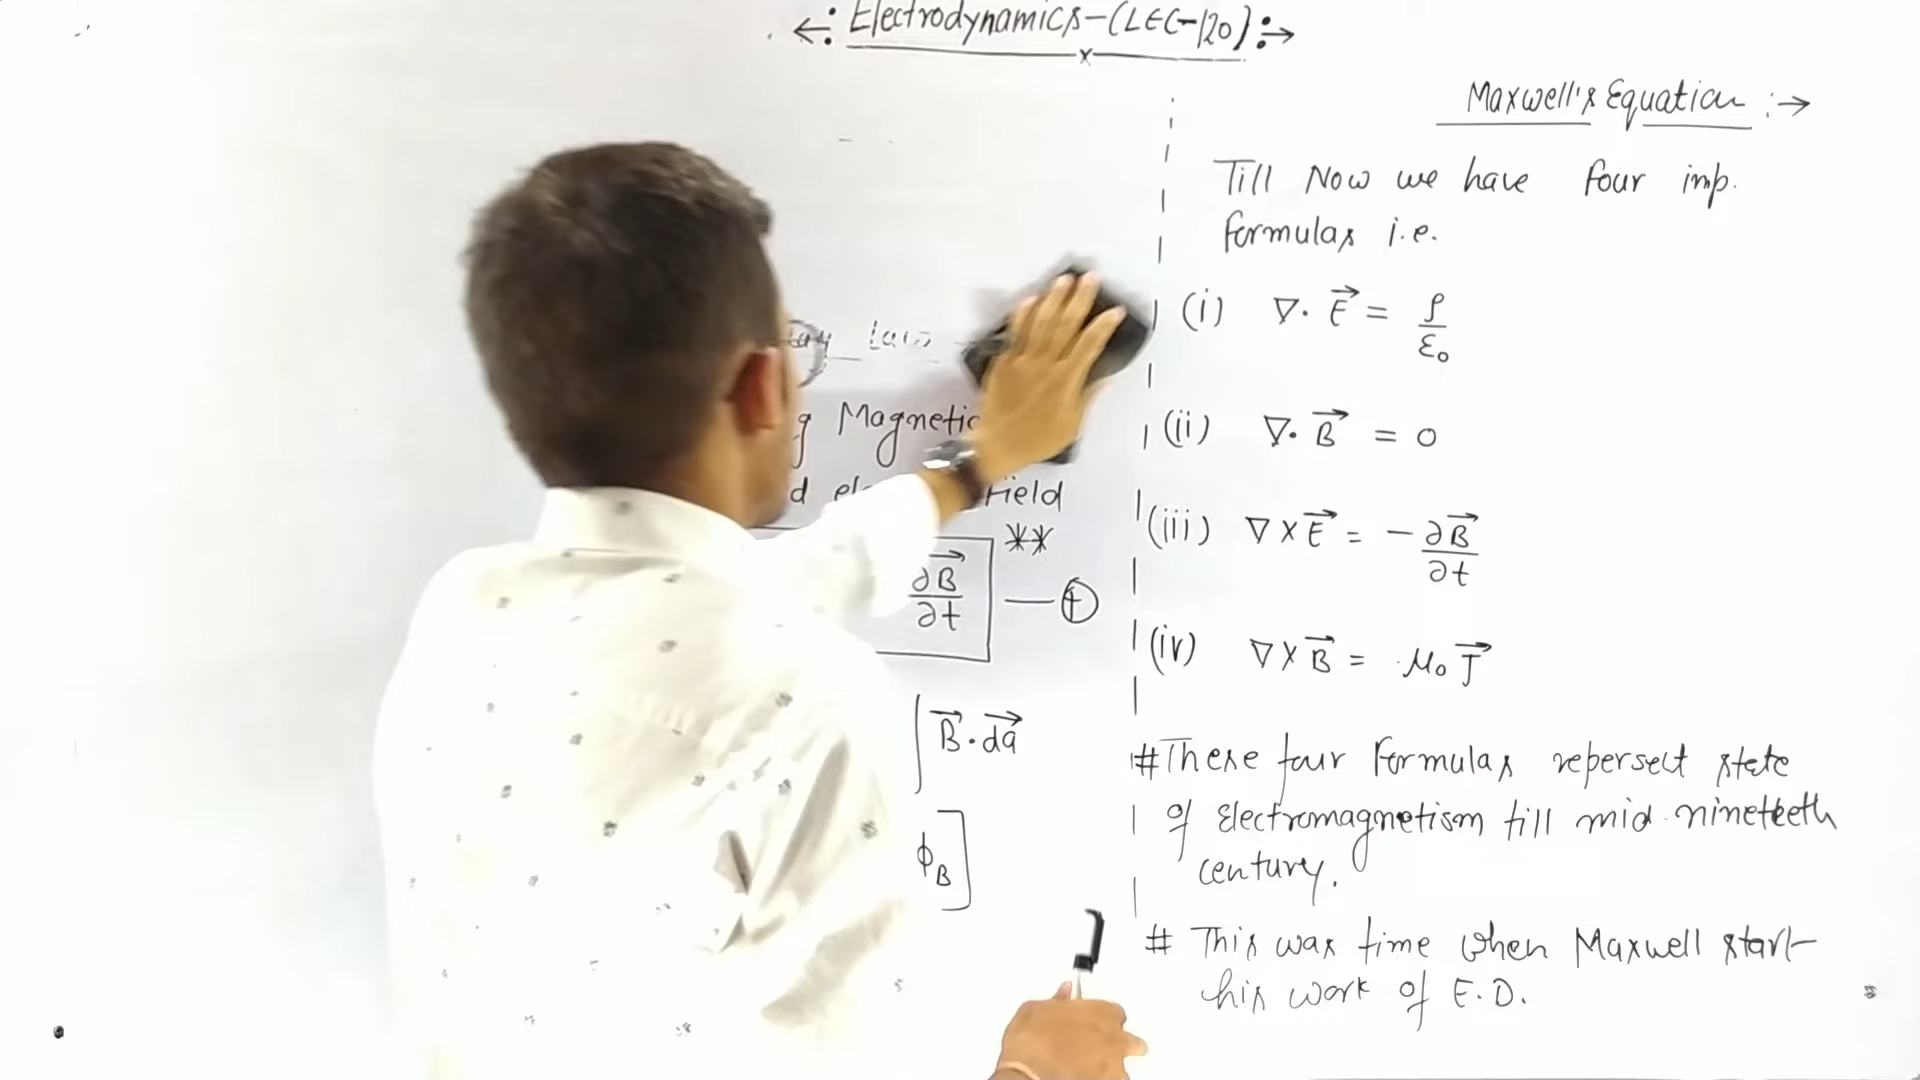 Electrodynamics-(LEC-120)
Law
Magnetic
Field
**
∂B⃗/∂t
∫ B⃗·da⃗
ϕB]
Maxwell's Equation :→
Till Now we have four imp.
formulas i.e.
(i) ∇·E⃗ = ρ/ε₀
(ii) ∇·B⃗ = 0
(iii) ∇×E⃗ = -∂B⃗/∂t
(iv) ∇×B⃗ = μ₀J⃗
#These four formulas repersect state
of electromagnetism till mid nineteeth
century.
# This was time when Maxwell start
his work of E.D.